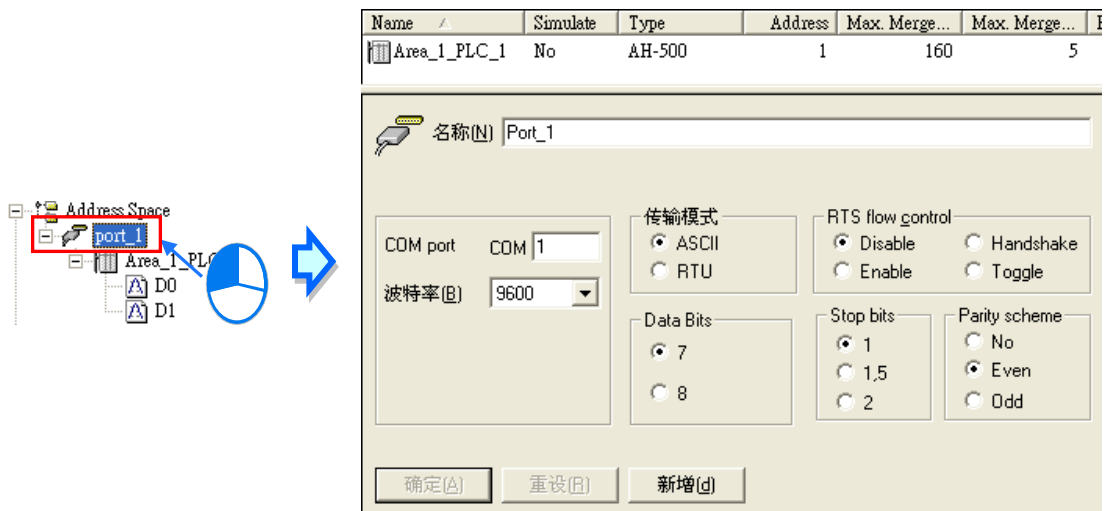 Address Space
port_1
Area_1_PLC
D0
D1
Name Simulate Type Address Max. Merge... Max. Merge...
Area_1_PLC_1 No AH-500 1 160 5
名称(N) Port_1
COM port COM 1
波特率(B) 9600
传输模式
ASCII
RTU
RTS flow control
Disable Handshake
Enable Toggle
Data Bits
7
8
Stop bits
1
1,5
2
Parity scheme
No
Even
Odd
确定(A) 重设(R) 新增(d)